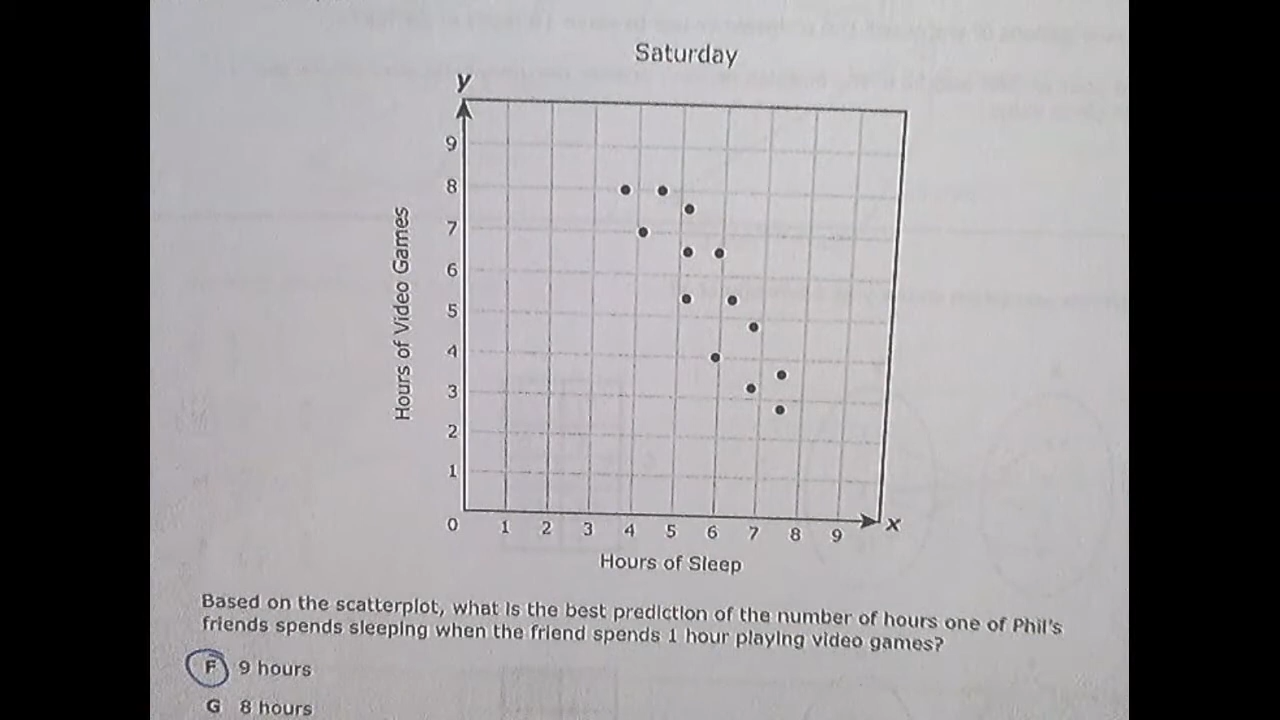 Saturday
y
9
8
7
6
5
4
3
2
1
0
1 2 3 4 5 6 7 8 9
x
Hours of Video Games
Hours of Sleep
Based on the scatterplot, what is the best prediction of the number of hours one of Phil's
friends spends sleeping when the friend spends 1 hour playing video games?
F 9 hours
G 8 hours